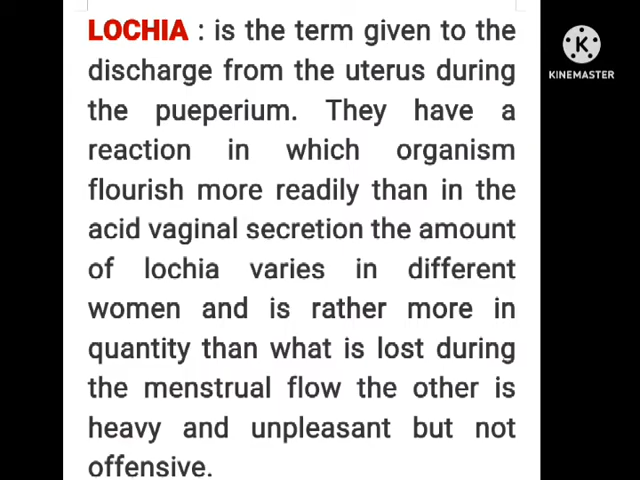 LOCHIA : is the term given to the
discharge from the uterus during
the pueperium. They have a
reaction in which organism
flourish more readily than in the
acid vaginal secretion the amount
of lochia varies in different
women and is rather more in
quantity than what is lost during
the menstrual flow the other is
heavy and unpleasant but not
offensive.
K
KINEMASTER